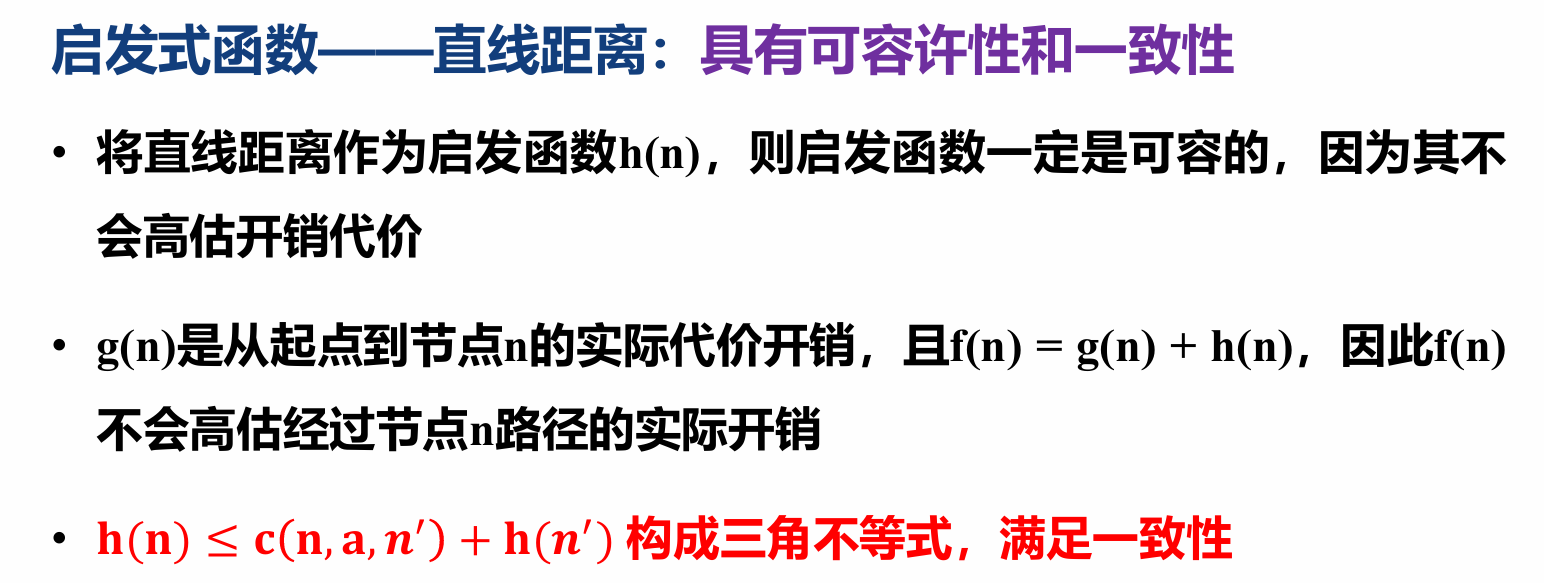 启发式函数——直线距离：具有可容许性和一致性
• 将直线距离作为启发函数h(n)，则启发函数一定是可容的，因为其不
会高估开销代价
• g(n)是从起点到节点n的实际代价开销，且f(n) = g(n) + h(n)，因此f(n)
不会高估经过节点n路径的实际开销
• h(n) ≤ c(n, a, n′) + h(n′) 构成三角不等式，满足一致性